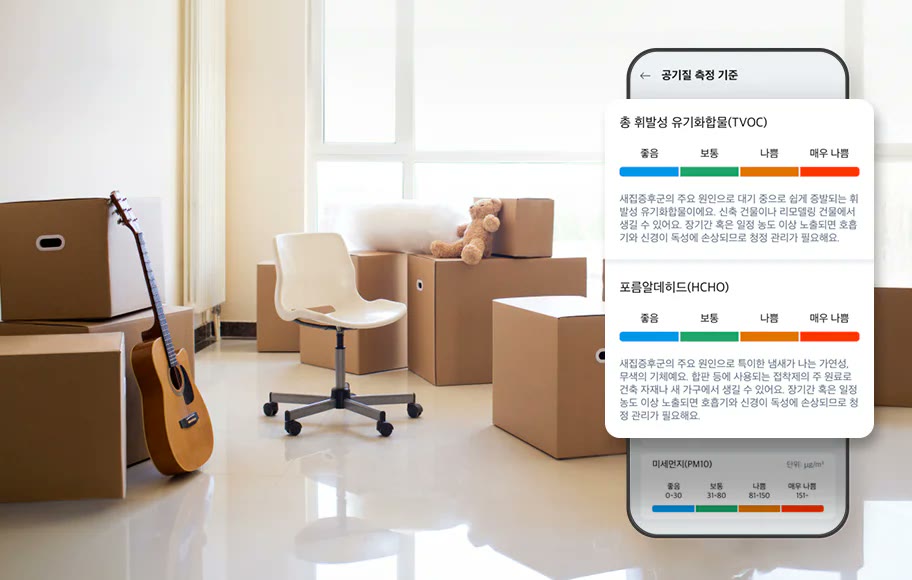 ← 공기질 측정 기준
총 휘발성 유기화합물(TVOC)
좋음 보통 나쁨 매우 나쁨
새집증후군의 주요 원인으로 대기 중으로 쉽게 증발되는 휘
발성 유기화합물이에요. 신축 건물이나 리모델링 건물에서
생길 수 있어요. 장기간 혹은 일정 농도 이상 노출되면 호흡
기와 신경이 독성에 손상되므로 청정 관리가 필요해요.
포름알데히드(HCHO)
좋음 보통 나쁨 매우 나쁨
새집증후군의 주요 원인으로 특이한 냄새가 나는 가연성,
무색의 기체예요. 합판 등에 사용되는 접착제의 주 원료로
건축 자재나 새 가구에서 생길 수 있어요. 장기간 혹은 일정
농도 이상 노출되면 호흡기와 신경이 독성에 손상되므로 청
정 관리가 필요해요.
미세먼지(PM10) 단위: ㎍/m³
좋음 보통 나쁨 매우 나쁨
0-30 31-80 81-150 151~